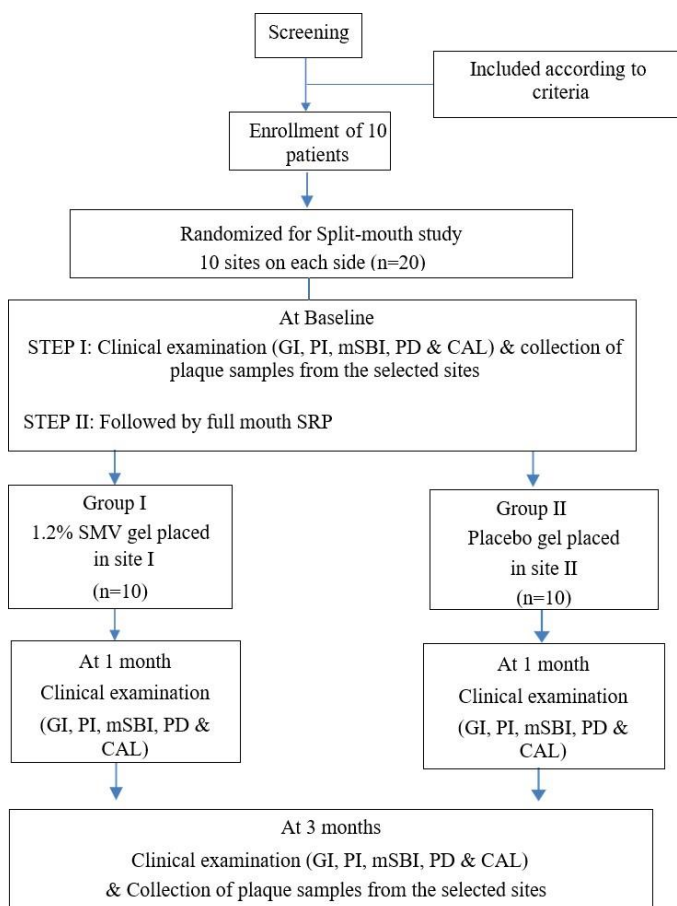 Screening
Included according to
criteria
Enrollment of 10
patients
Randomized for Split-mouth study
10 sites on each side (n=20)
At Baseline
STEP I: Clinical examination (GI, PI, mSBI, PD & CAL) & collection of
plaque samples from the selected sites
STEP II: Followed by full mouth SRP
Group I
1.2% SMV gel placed
in site I
(n=10)
Group II
Placebo gel placed
in site II
(n=10)
At 1 month
Clinical examination
(GI, PI, mSBI, PD &
CAL)
At 1 month
Clinical examination
(GI, PI, mSBI, PD &
CAL)
At 3 months
Clinical examination (GI, PI, mSBI, PD & CAL)
& Collection of plaque samples from the selected sites